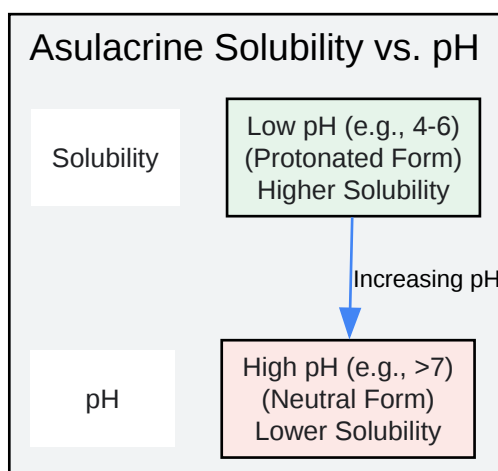 Asulacrine Solubility vs. pH
Solubility
Low pH (e.g., 4-6)
(Protonated Form)
Higher Solubility
Increasing pH
pH
High pH (e.g., >7)
(Neutral Form)
Lower Solubility